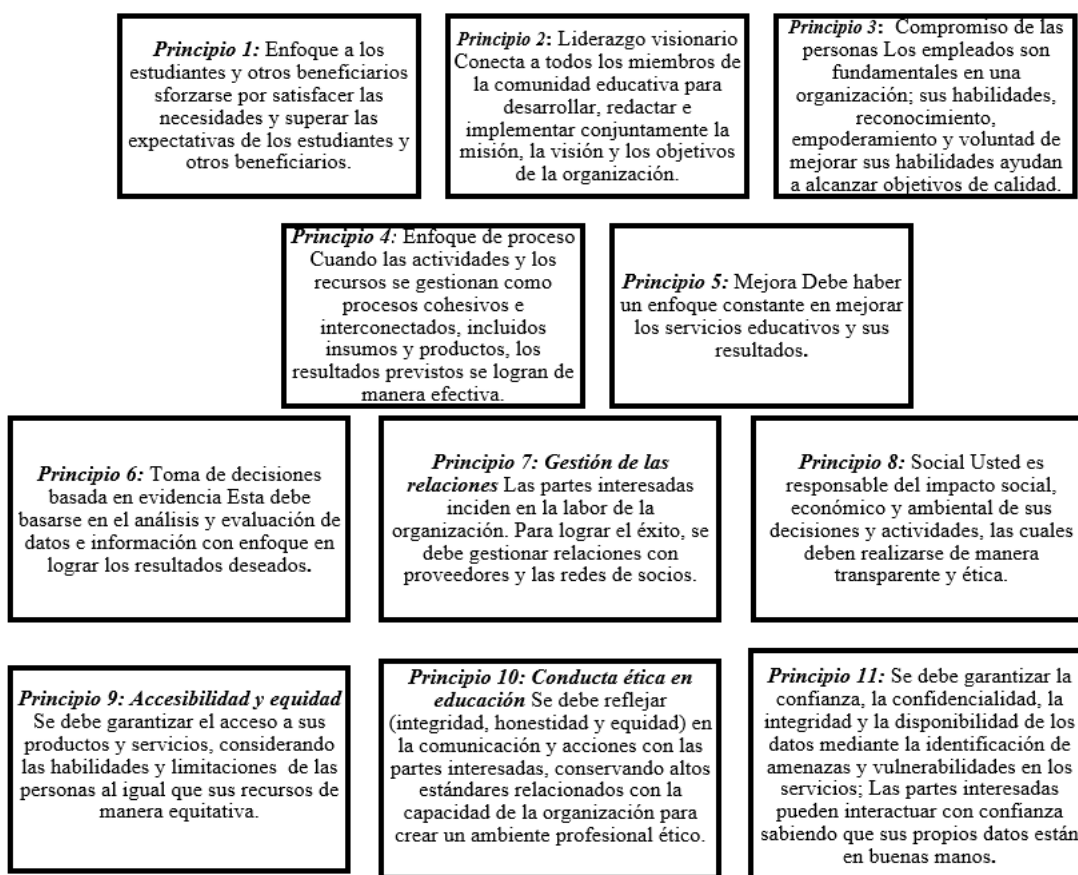 Principio 1: Enfoque a los
estudiantes y otros beneficiarios
sforzarse por satisfacer las
necesidades y superar las
expectativas de los estudiantes y
otros beneficiarios.
Principio 2: Liderazgo visionario
Conecta a todos los miembros de
la comunidad educativa para
desarrollar, redactar e
implementar conjuntamente la
misión, la visión y los objetivos
de la organización.
Principio 3: Compromiso de las
personas Los empleados son
fundamentales en una
organización; sus habilidades,
reconocimiento,
empoderamiento y voluntad de
mejorar sus habilidades ayudan
a alcanzar objetivos de calidad.
Principio 4: Enfoque de proceso
Cuando las actividades y los
recursos se gestionan como
procesos cohesivos e
interconectados, incluidos
insumos y productos, los
resultados previstos se logran de
manera efectiva.
Principio 5: Mejora Debe haber
un enfoque constante en mejorar
los servicios educativos y sus
resultados.
Principio 6: Toma de decisiones
basada en evidencia Esta debe
basarse en el análisis y evaluación de
datos e información con enfoque en
lograr los resultados deseados.
Principio 7: Gestión de las
relaciones Las partes interesadas
inciden en la labor de la
organización. Para lograr el éxito, se
debe gestionar relaciones con
proveedores y las redes de socios.
Principio 8: Social Usted es
responsable del impacto social,
económico y ambiental de sus
decisiones y actividades, las cuales
deben realizarse de manera
transparente y ética.
Principio 9: Accesibilidad y equidad
Se debe garantizar el acceso a sus
productos y servicios, considerando
las habilidades y limitaciones de las
personas al igual que sus recursos de
manera equitativa.
Principio 10: Conducta ética en
educación Se debe reflejar
(integridad, honestidad y equidad) en
la comunicación y acciones con las
partes interesadas, conservando altos
estándares relacionados con la
capacidad de la organización para
crear un ambiente profesional ético.
Principio 11: Se debe garantizar la
confianza, la confidencialidad, la
integridad y la disponibilidad de los
datos mediante la identificación de
amenazas y vulnerabilidades en los
servicios; Las partes interesadas
pueden interactuar con confianza
sabiendo que sus propios datos están
en buenas manos.